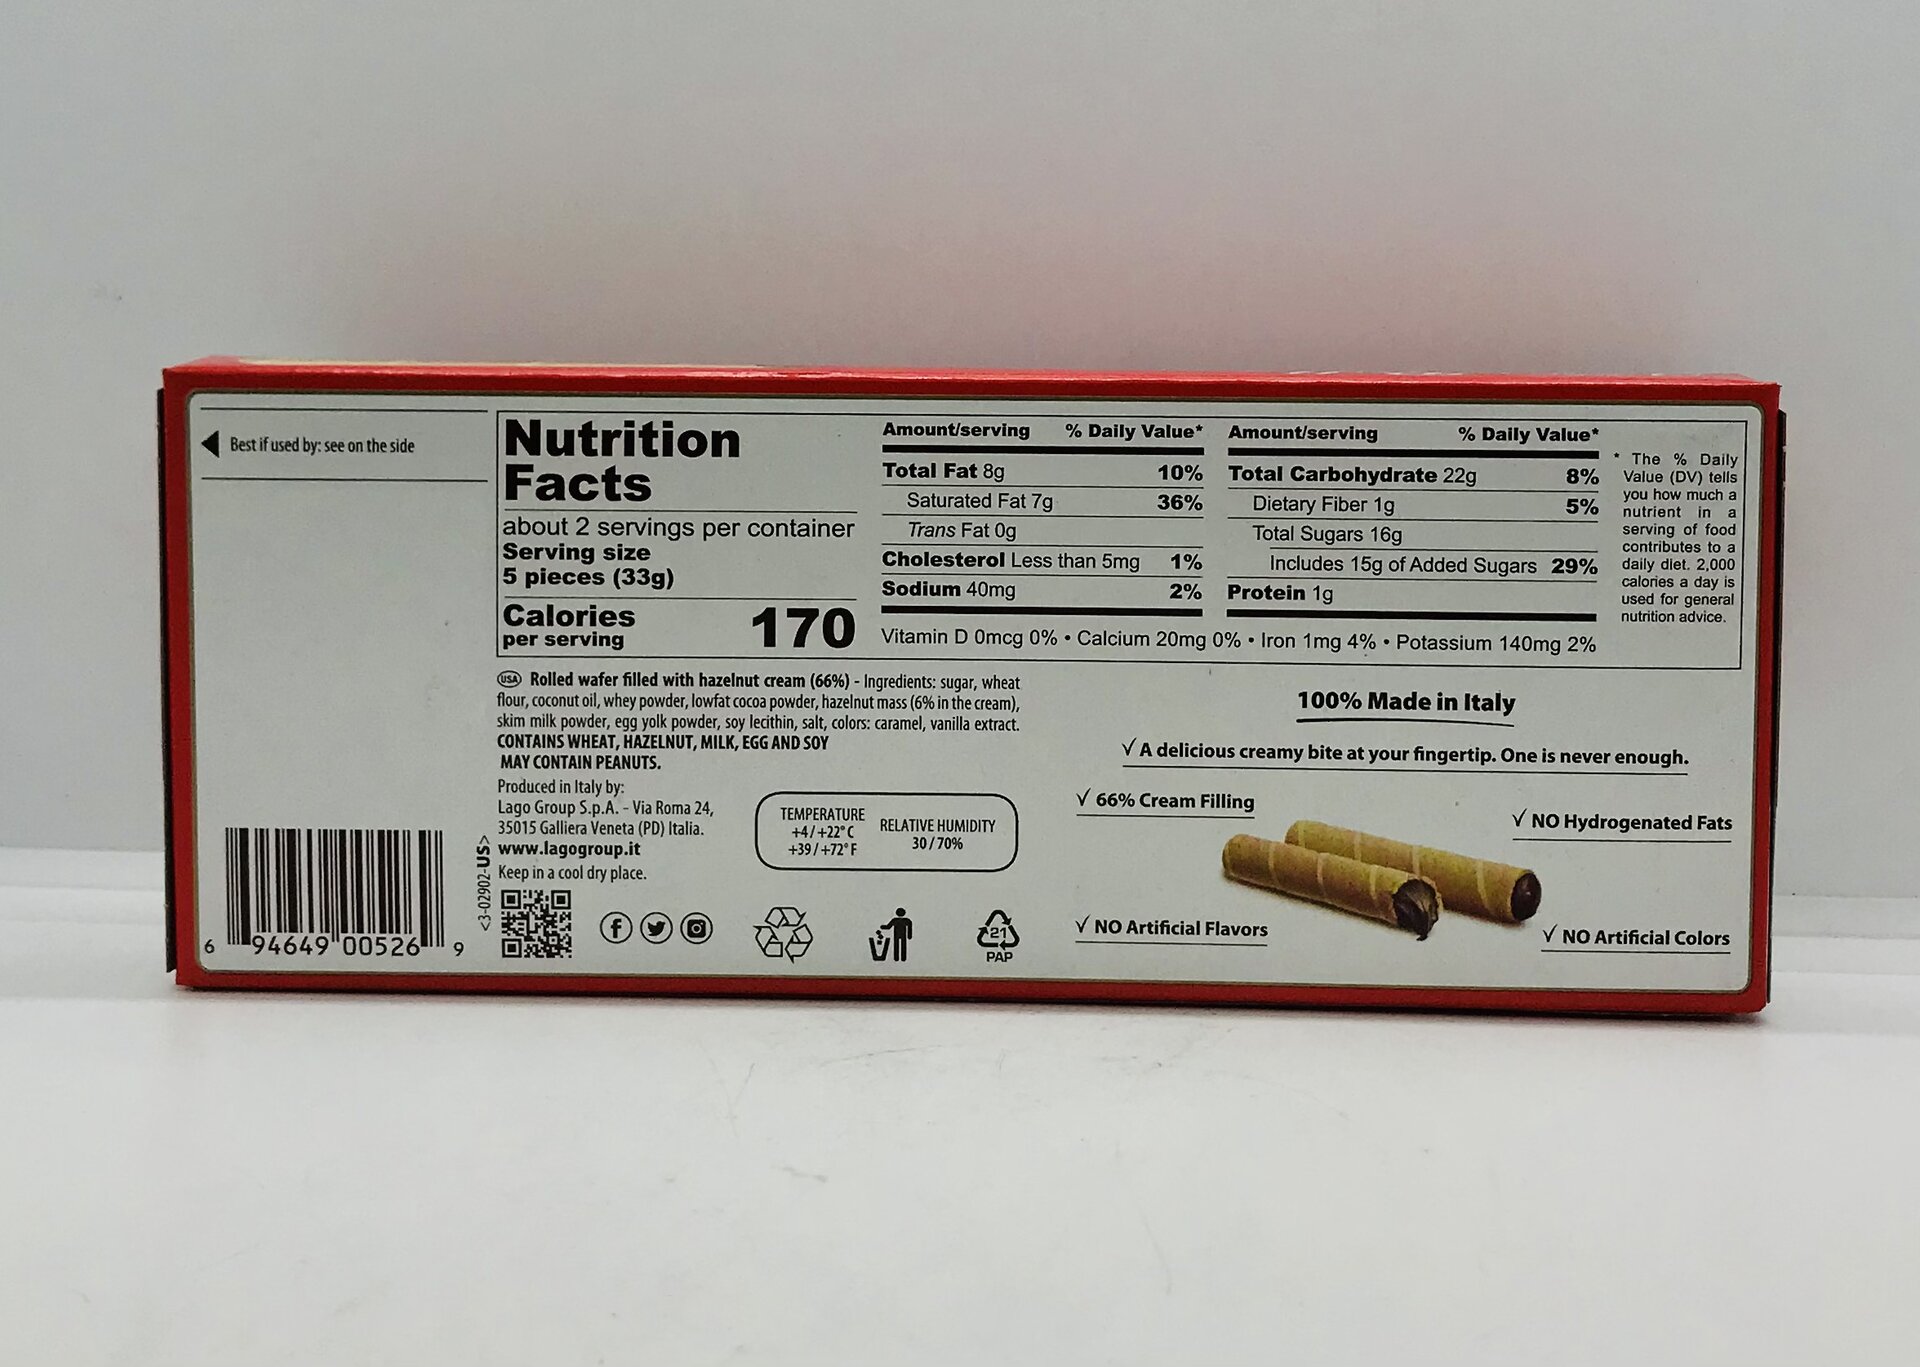 Best if used by: see on the side
Nutrition
Facts
about 2 servings per container
Serving size
5 pieces (33g)
Calories
per serving 170
Amount/serving % Daily Value*
Total Fat 8g 10%
Saturated Fat 7g 36%
Trans Fat 0g
Cholesterol Less than 5mg 1%
Sodium 40mg 2%
Amount/serving % Daily Value*
Total Carbohydrate 22g 8%
Dietary Fiber 1g 5%
Total Sugars 16g
Includes 15g of Added Sugars 29%
Protein 1g
Vitamin D 0mcg 0% • Calcium 20mg 0% • Iron 1mg 4% • Potassium 140mg 2%
* The % Daily
Value (DV) tells
you how much a
nutrient in a
serving of food
contributes to a
daily diet. 2,000
calories a day is
used for general
nutrition advice.
USA Rolled wafer filled with hazelnut cream (66%) - Ingredients: sugar, wheat
flour, coconut oil, whey powder, lowfat cocoa powder, hazelnut mass (6% in the cream),
skim milk powder, egg yolk powder, soy lecithin, salt, colors: caramel, vanilla extract.
CONTAINS WHEAT, HAZELNUT, MILK, EGG AND SOY
MAY CONTAIN PEANUTS.
Produced in Italy by:
Lago Group S.p.A. - Via Roma 24,
35015 Galliera Veneta (PD) Italia.
www.lagogroup.it
Keep in a cool dry place.
TEMPERATURE
+4/+22°C
+39/+72°F
RELATIVE HUMIDITY
30/70%
<3-02902-US>
6 94649 00526 9
21
PAP
100% Made in Italy
√ A delicious creamy bite at your fingertip. One is never enough.
√ 66% Cream Filling
√ NO Hydrogenated Fats
√ NO Artificial Flavors
√ NO Artificial Colors